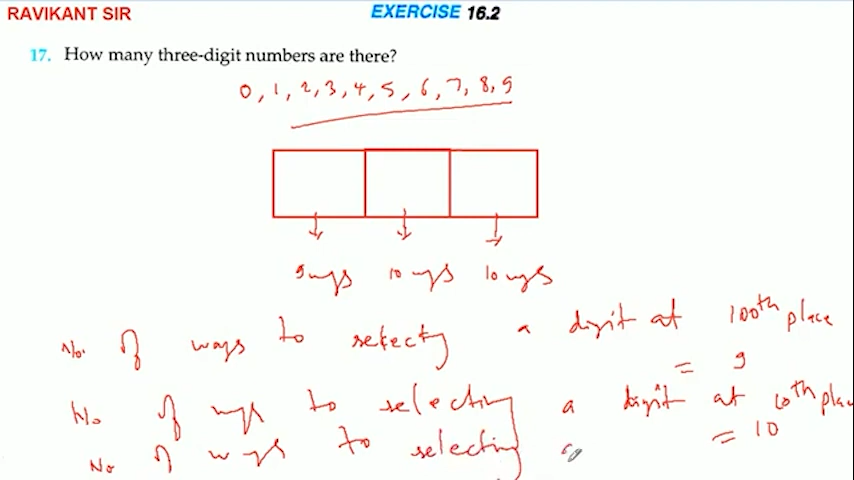 RAVIKANT SIR
EXERCISE 16.2
17. How many three-digit numbers are there?
0, 1, 2, 3, 4, 5, 6, 7, 8, 9
9 ways 10 ways 10 ways
No. of ways to selecting a digit at 100th place
= 9
No of ways to selecting a digit at 10th place
= 10
No of ways to selecting